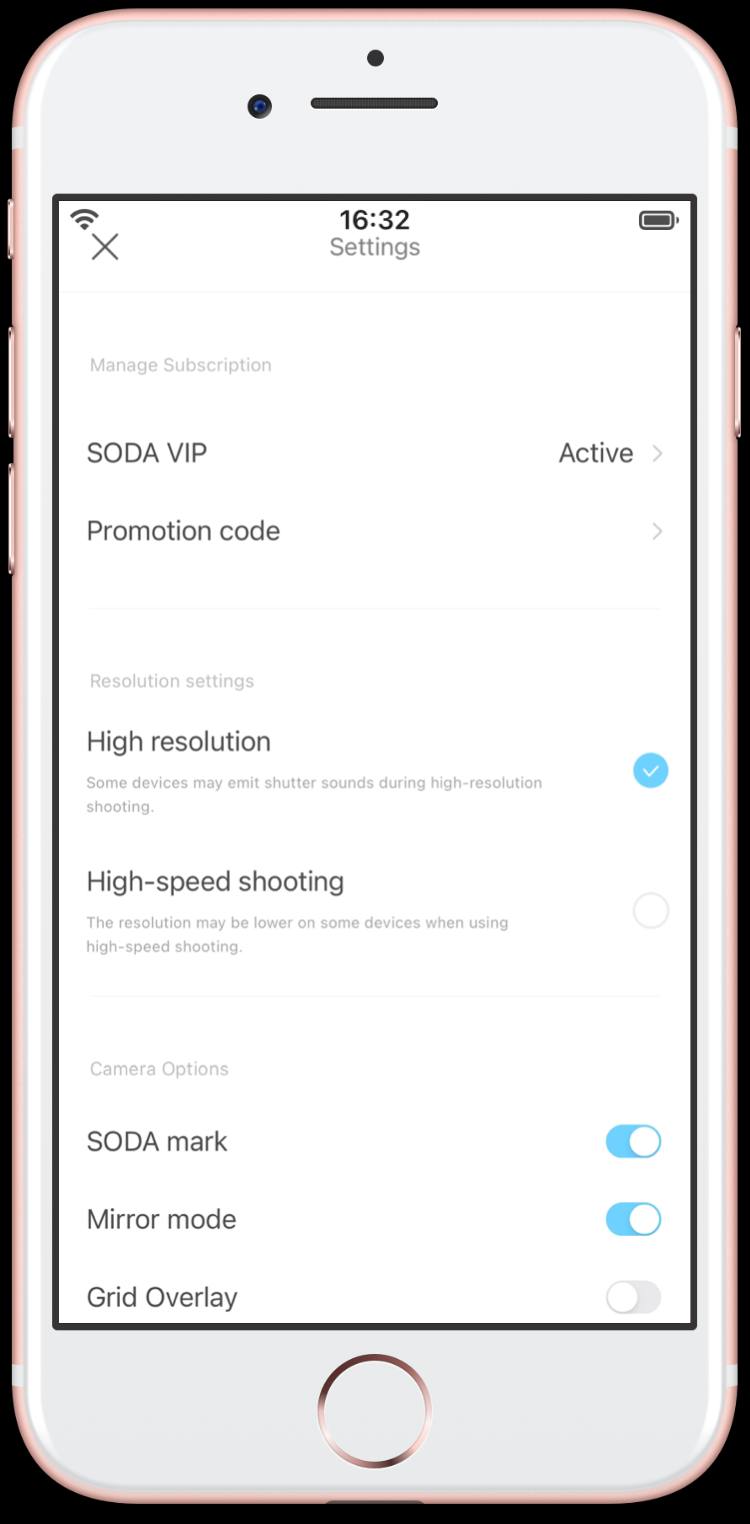 16:32
Settings
Manage Subscription
SODA VIP Active
Promotion code
Resolution settings
High resolution
Some devices may emit shutter sounds during high-resolution
shooting.
High-speed shooting
The resolution may be lower on some devices when using
high-speed shooting.
Camera Options
SODA mark
Mirror mode
Grid Overlay